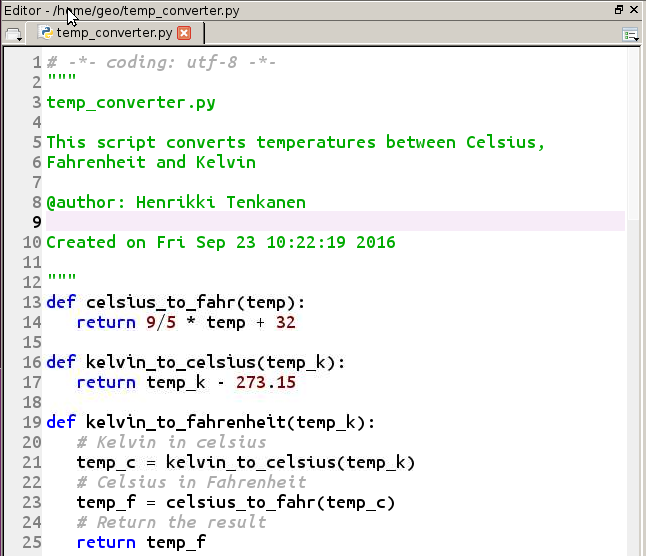 Editor - /home/geo/temp_converter.py
temp_converter.py
1 # -*- coding: utf-8 -*-
2 """
3 temp_converter.py
4
5 This script converts temperatures between Celsius,
6 Fahrenheit and Kelvin
7
8 @author: Henrikki Tenkanen
9
10 Created on Fri Sep 23 10:22:19 2016
11
12 """
13 def celsius_to_fahr(temp):
14    return 9/5 * temp + 32
15
16 def kelvin_to_celsius(temp_k):
17    return temp_k - 273.15
18
19 def kelvin_to_fahrenheit(temp_k):
20    # Kelvin in celsius
21    temp_c = kelvin_to_celsius(temp_k)
22    # Celsius in Fahrenheit
23    temp_f = celsius_to_fahr(temp_c)
24    # Return the result
25    return temp_f